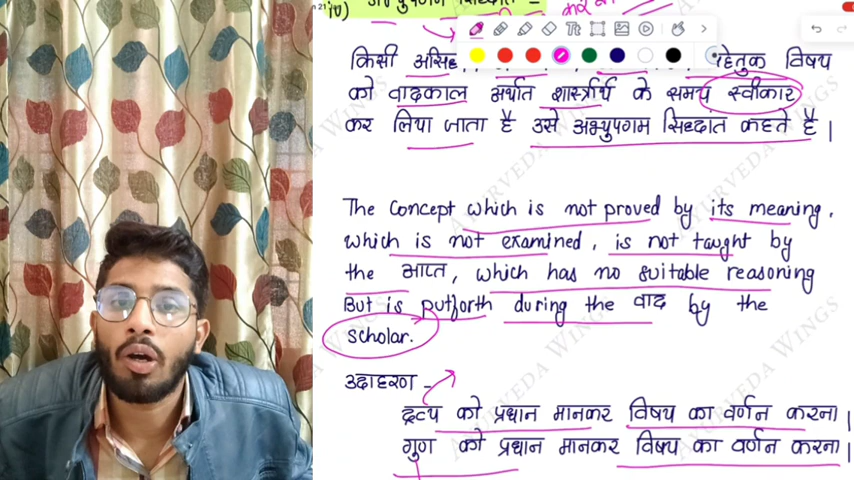 iv) अभ्युपगम सिद्धांत =
किसी असिद्ध हेतुक विषय
को वादकाल अर्थात शास्त्रार्थ के समय स्वीकार
कर लिया जाता है उसे अभ्युपगम सिध्दांत कहते है |
The Concept which is not proved by its meaning,
which is not examined, is not taught by
the आप्त, which has no suitable reasoning
But is putforth during the वाद by the
scholar.
उदाहरण -
द्रव्य को प्रधान मानकर विषय का वर्णन करना |
गुण को प्रधान मानकर विषय का वर्णन करना |
AYURVEDA WINGS